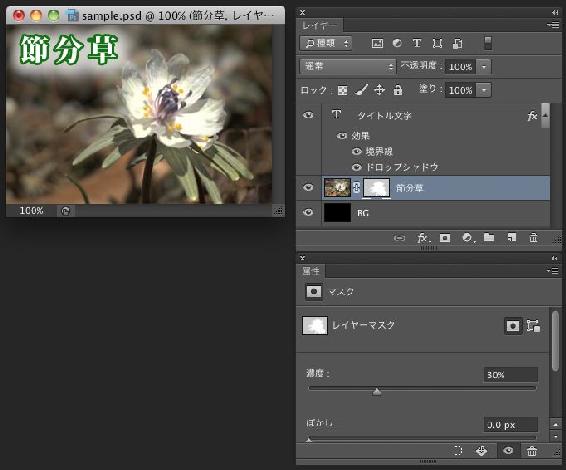 sample.psd @ 100% (節分草, レイヤ…
節分草
100%
レイヤー
種類
通常
不透明度: 100%
ロック:
塗り: 100%
T タイトル文字 fx
効果
境界線
ドロップシャドウ
節分草
BG
fx
属性
マスク
レイヤーマスク
濃度: 30%
ぼかし: 0.0 px